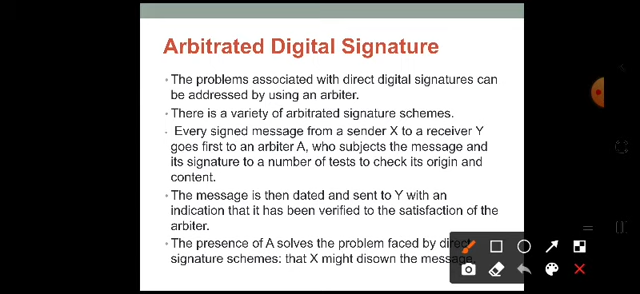 Arbitrated Digital Signature
• The problems associated with direct digital signatures can
be addressed by using an arbiter.
• There is a variety of arbitrated signature schemes.
• Every signed message from a sender X to a receiver Y
goes first to an arbiter A, who subjects the message and
its signature to a number of tests to check its origin and
content.
• The message is then dated and sent to Y with an
indication that it has been verified to the satisfaction of the
arbiter.
• The presence of A solves the problem faced by direct
signature schemes: that X might disown the message.